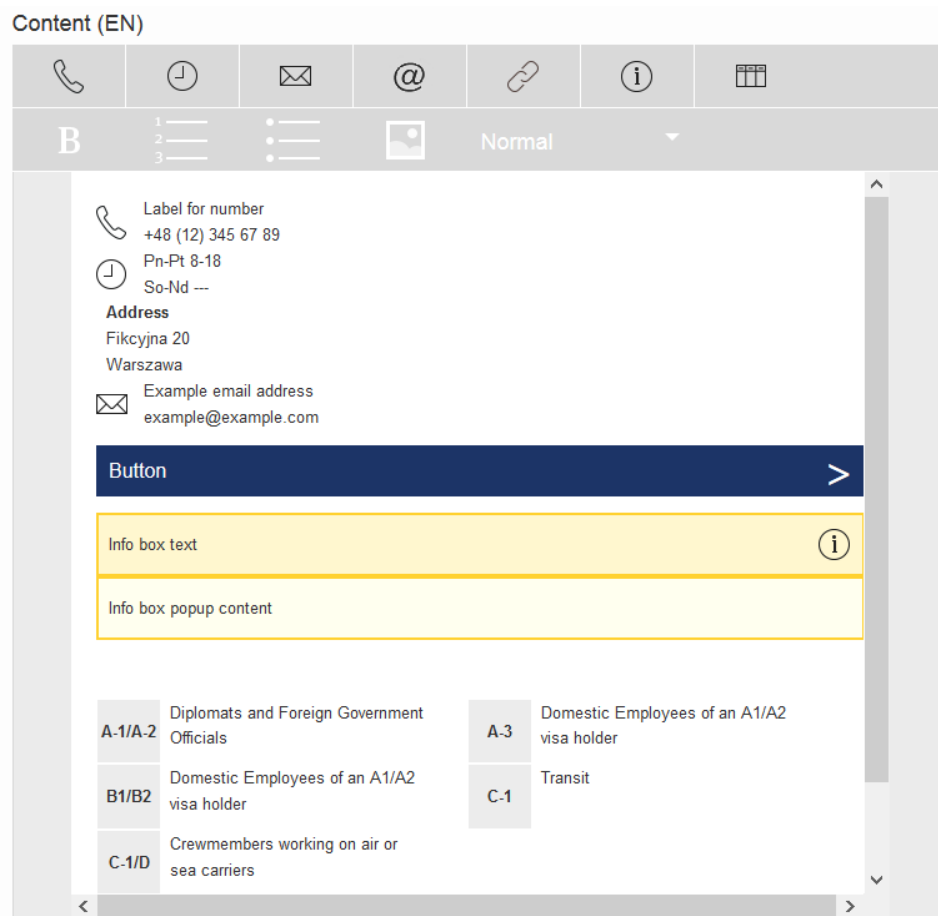 Content (EN)
@
i
B
1
2
3
Normal
Label for number
+48 (12) 345 67 89
Pn-Pt 8-18
So-Nd ---
Address
Fikcyjna 20
Warszawa
Example email address
example@example.com
Button >
Info box text i
Info box popup content
A-1/A-2 Diplomats and Foreign Government
Officials
A-3 Domestic Employees of an A1/A2
visa holder
B1/B2 Domestic Employees of an A1/A2
visa holder
C-1 Transit
C-1/D Crewmembers working on air or
sea carriers